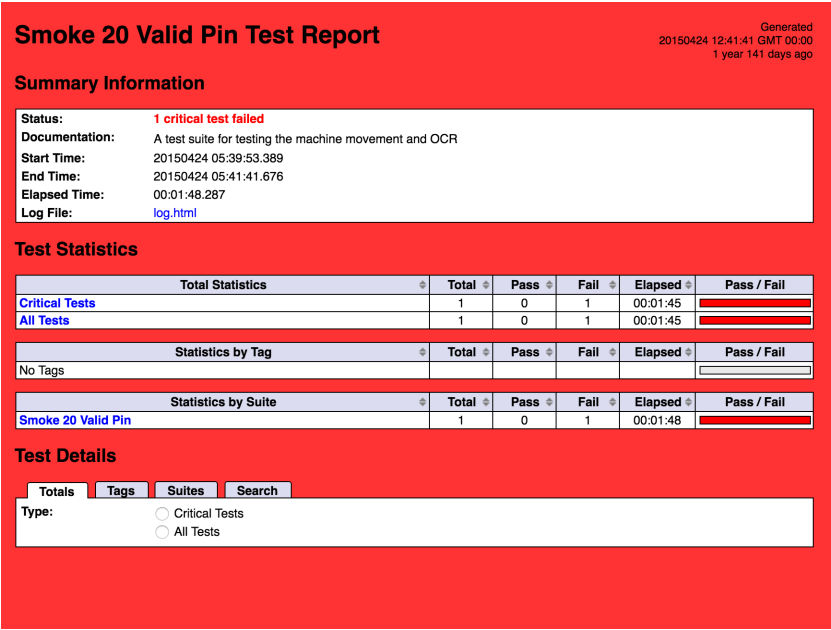 Smoke 20 Valid Pin Test Report
Generated
20150424 12:41:41 GMT 00:00
1 year 141 days ago
Summary Information
Status: 1 critical test failed
Documentation: A test suite for testing the machine movement and OCR
Start Time: 20150424 05:39:53.389
End Time: 20150424 05:41:41.676
Elapsed Time: 00:01:48.287
Log File: log.html
Test Statistics
Total Statistics Total Pass Fail Elapsed Pass / Fail
Critical Tests 1 0 1 00:01:45
All Tests 1 0 1 00:01:45
Statistics by Tag Total Pass Fail Elapsed Pass / Fail
No Tags
Statistics by Suite Total Pass Fail Elapsed Pass / Fail
Smoke 20 Valid Pin 1 0 1 00:01:48
Test Details
Totals Tags Suites Search
Type: Critical Tests
All Tests